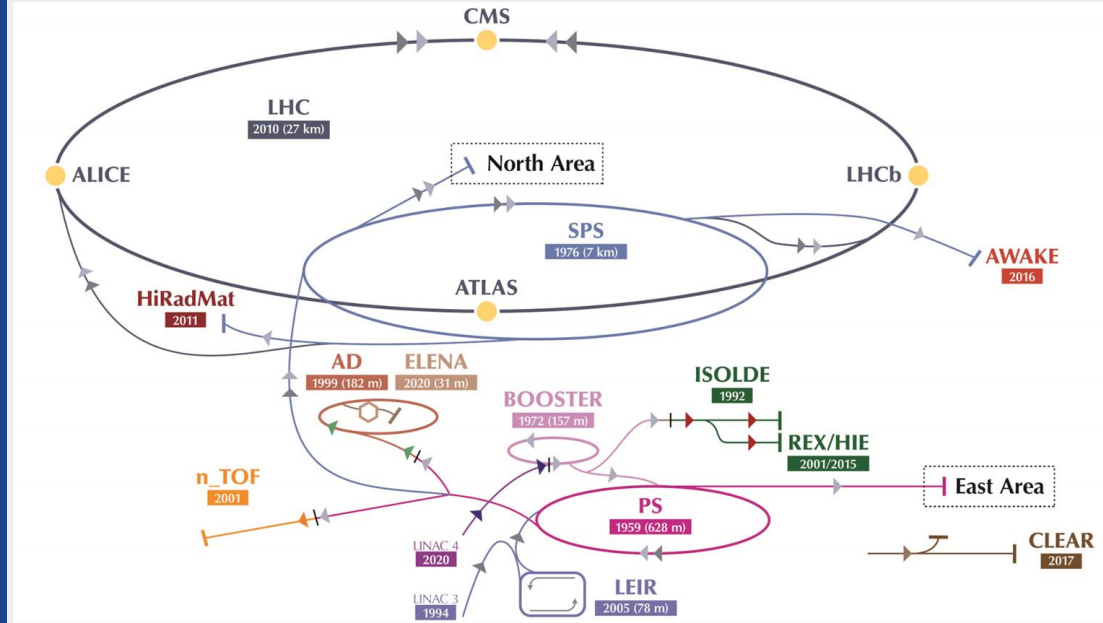 CMS
LHC
2010 (27 km)
North Area
ALICE
LHCb
SPS
1976 (7 km)
AWAKE
2016
ATLAS
HiRadMat
2011
AD
1999 (182 m)
ELENA
2020 (31 m)
ISOLDE
1992
BOOSTER
1972 (157 m)
REX/HIE
2001/2015
n_TOF
2001
East Area
PS
1959 (628 m)
LINAC 4
2020
CLEAR
2017
LINAC 3
1994
LEIR
2005 (78 m)